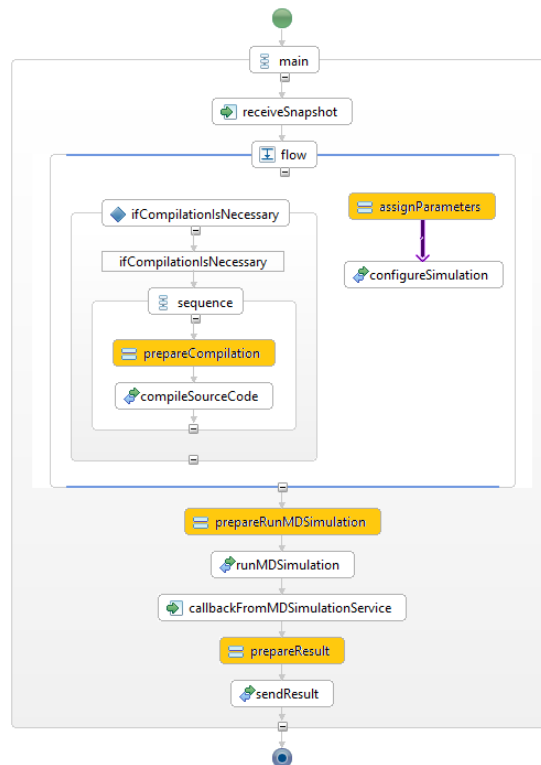 main
receiveSnapshot
flow
ifCompilationIsNecessary
ifCompilationIsNecessary
sequence
prepareCompilation
compileSourceCode
assignParameters
configureSimulation
prepareRunMDSimulation
runMDSimulation
callbackFromMDSimulationService
prepareResult
sendResult